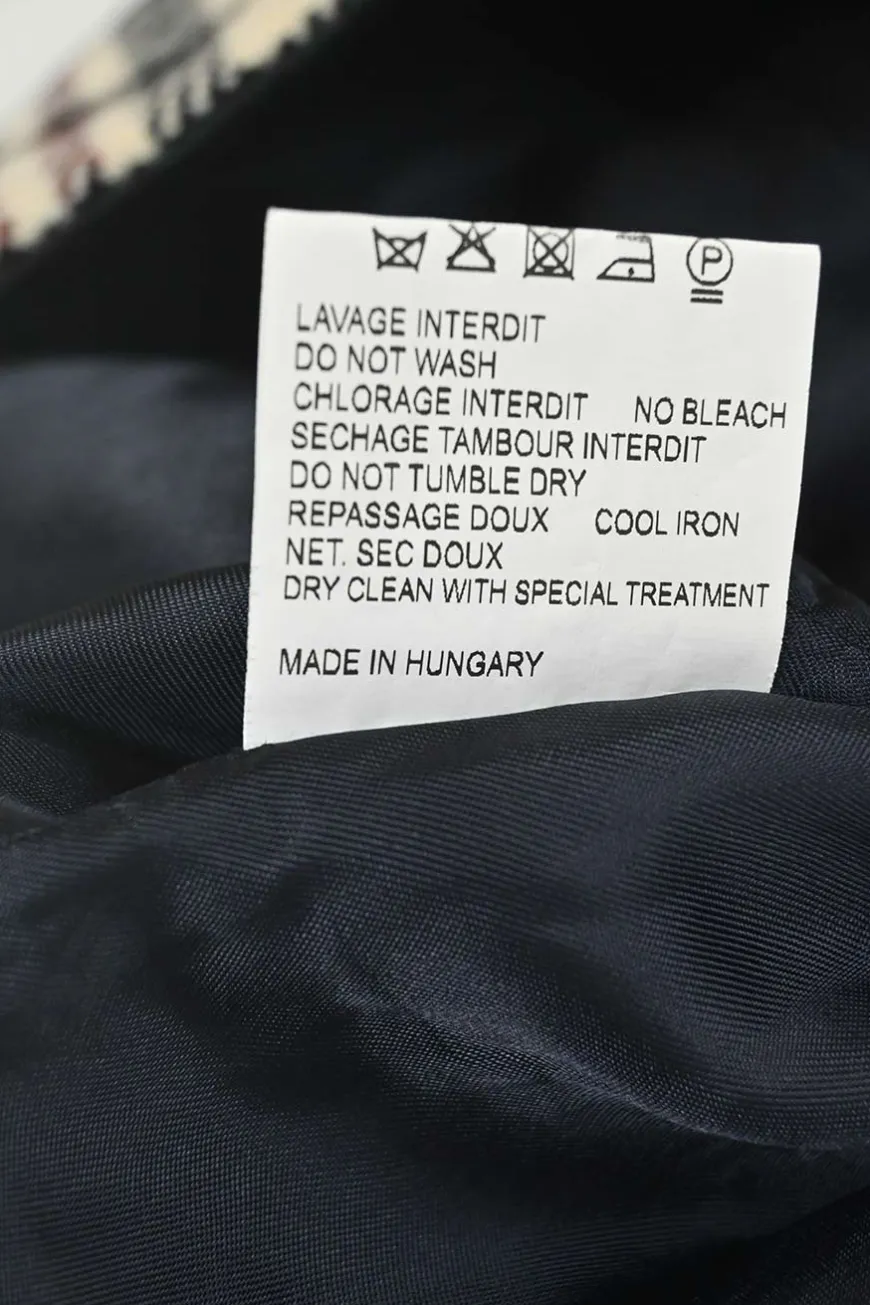 P
LAVAGE INTERDIT
DO NOT WASH
CHLORAGE INTERDIT NO BLEACH
SECHAGE TAMBOUR INTERDIT
DO NOT TUMBLE DRY
REPASSAGE DOUX COOL IRON
NET. SEC DOUX
DRY CLEAN WITH SPECIAL TREATMENT
MADE IN HUNGARY